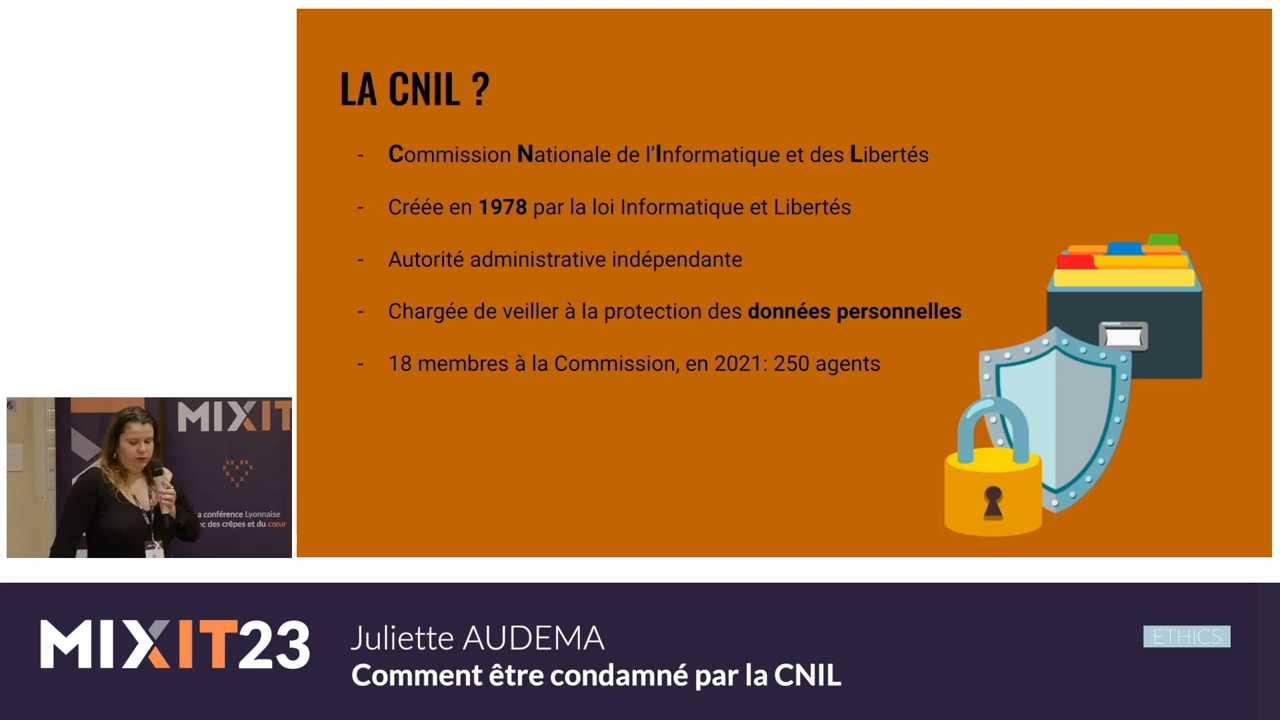 LA CNIL ?
- Commission Nationale de l'Informatique et des Libertés
- Créée en 1978 par la loi Informatique et Libertés
- Autorité administrative indépendante
- Chargée de veiller à la protection des données personnelles
- 18 membres à la Commission, en 2021: 250 agents
MIXIT
a conférence Lyonnaise
ec des crêpes et du cœur
MIXIT23
Juliette AUDEMA
Comment être condamné par la CNIL
ETHICS